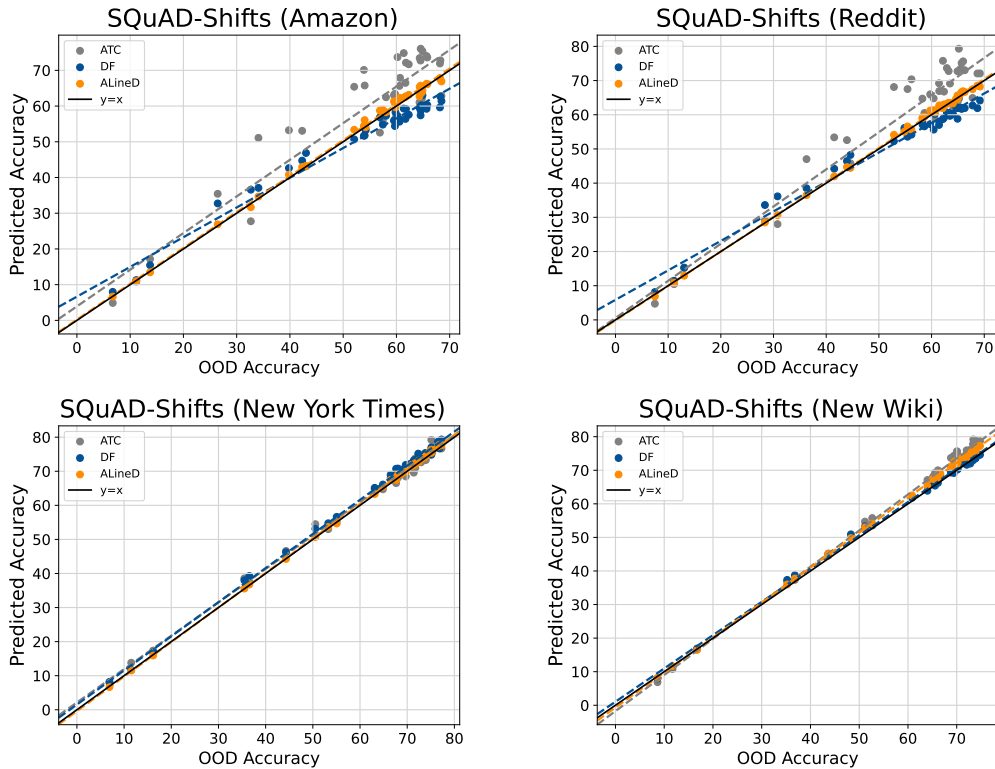 SQuAD-Shifts (Amazon)
ATC
DF
ALineD
y=x
Predicted Accuracy
70
60
50
40
30
20
10
0
0 10 20 30 40 50 60 70
OOD Accuracy
SQuAD-Shifts (Reddit)
ATC
DF
ALineD
y=x
Predicted Accuracy
80
70
60
50
40
30
20
10
0
0 10 20 30 40 50 60 70
OOD Accuracy
SQuAD-Shifts (New York Times)
ATC
DF
ALineD
y=x
Predicted Accuracy
80
70
60
50
40
30
20
10
0
0 10 20 30 40 50 60 70 80
OOD Accuracy
SQuAD-Shifts (New Wiki)
ATC
DF
ALineD
y=x
Predicted Accuracy
80
70
60
50
40
30
20
10
0
0 10 20 30 40 50 60 70
OOD Accuracy